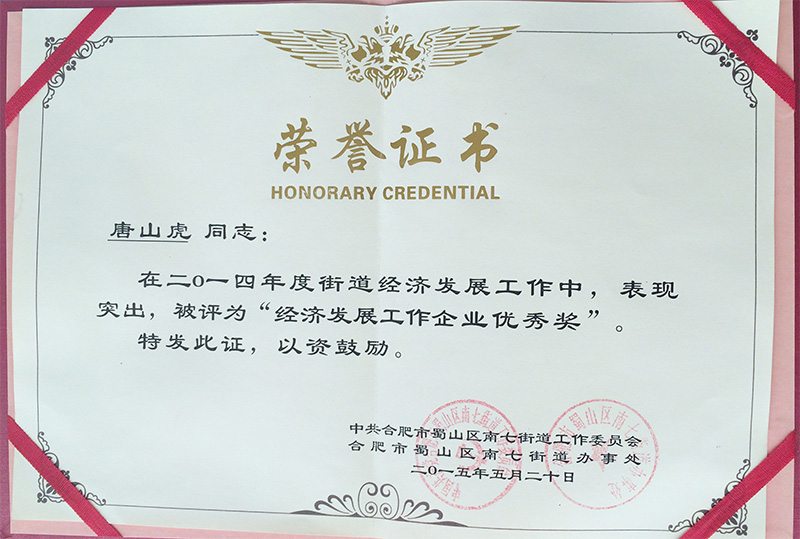 荣誉证书
HONORARY CREDENTIAL
唐山虎 同志：
在二0一四年度街道经济发展工作中，表现
突出，被评为“经济发展工作企业优秀奖”。
特发此证，以资鼓励。
中共合肥市蜀山区南七街道工作委员会
合肥市蜀山区南七街道办事处
二0一五年五月二十日